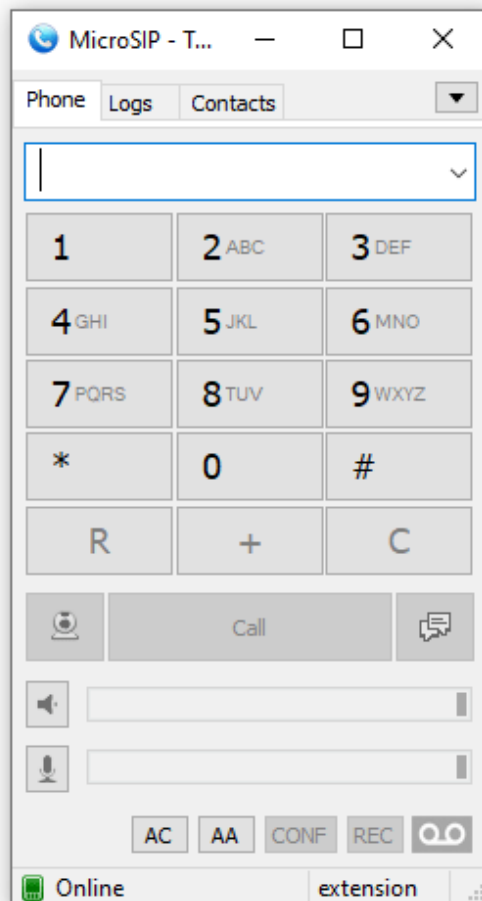 MicroSIP - T...
Phone Logs Contacts
1 2 ABC 3 DEF
4 GHI 5 JKL 6 MNO
7 PQRS 8 TUV 9 WXYZ
* 0 #
R + C
Call
AC AA CONF REC
Online extension